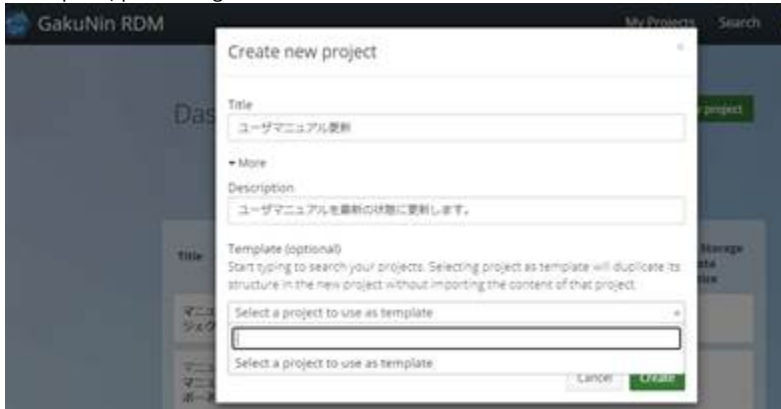 GakuNin RDM
My Projects
Search
Create new project
×
Das
project
Title
ユーザマニュアル更新
More
Description
ユーザマニュアルを最新の状態に更新します。
Template (optional)
Start typing to search your projects. Selecting project as template will duplicate its
structure in the new project without importing the content of that project.
Title
Storage
Select a project to use as template
Select a project to use as template
Cancel
Create